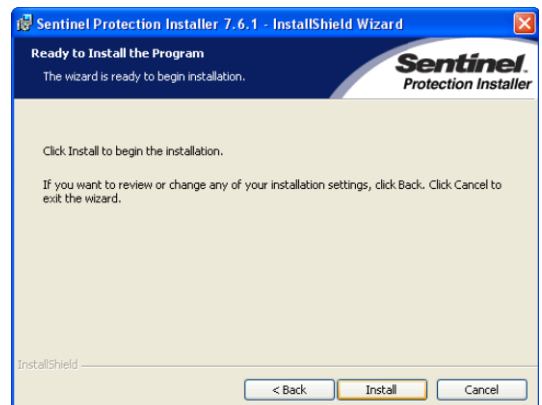 Sentinel Protection Installer 7.6.1 - InstallShield Wizard
Ready to Install the Program
The wizard is ready to begin installation.
Sentinel.
Protection Installer
Click Install to begin the installation.
If you want to review or change any of your installation settings, click Back. Click Cancel to
exit the wizard.
InstallShield
< Back
Install
Cancel